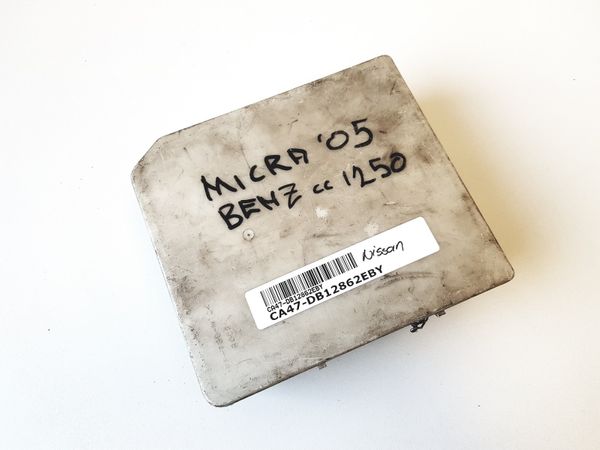 MICRA '05
BENZ cc 1250
Nissan
CA47-DB12862EBY
CA47-DB12862EBY